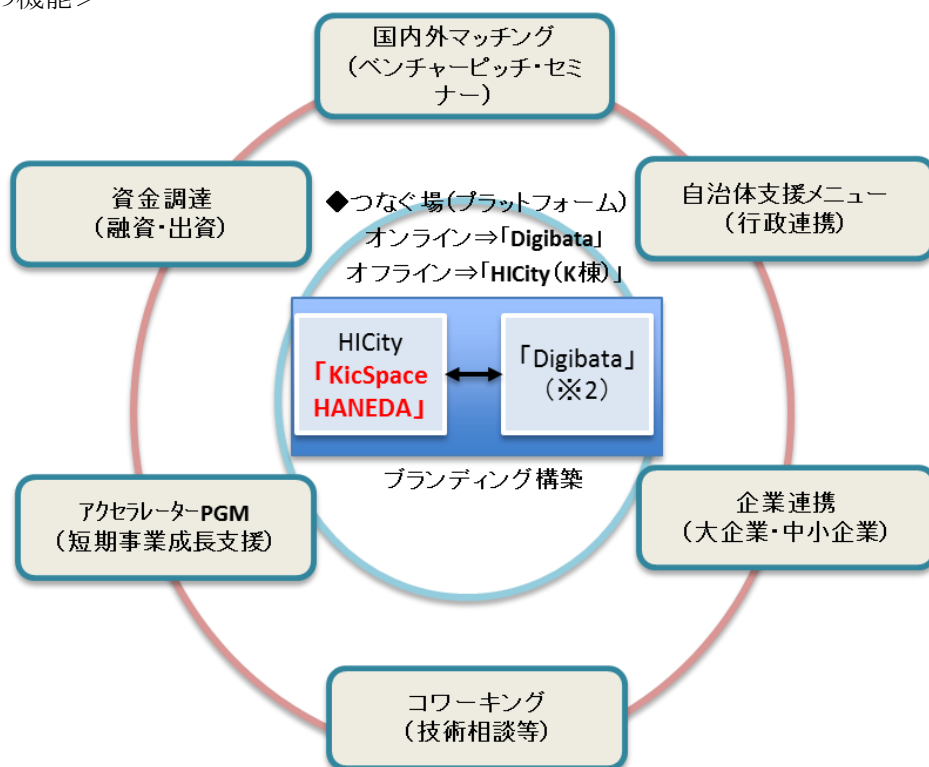 機能＞
国内外マッチング
（ベンチャーピッチ・セミ
ナー）
資金調達
（融資・出資）
◆つなぐ場（プラットフォーム）
オンライン⇒「Digibata」
オフライン⇒「HICity（K棟）」
自治体支援メニュー
（行政連携）
HICity
「KicSpace
HANEDA」
「Digibata」
（※2）
ブランディング構築
アクセラレーターPGM
（短期事業成長支援）
企業連携
（大企業・中小企業）
コワーキング
（技術相談等）